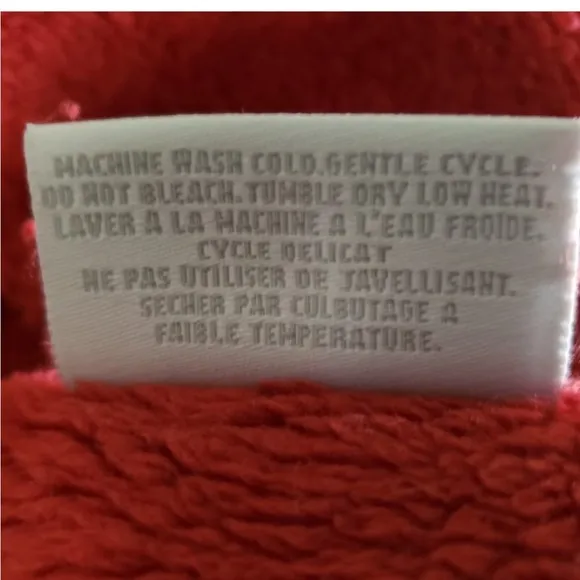 MACHINE WASH COLD.GENTLE CYCLE.
DO NOT BLEACH.TUMBLE DRY LOW HEAT.
LAVER A LA MACHINE A L'EAU FROIDE.
CYCLE DELICAT
NE PAS UTILISER DE JAVELLISANT.
SECHER PAR CULBUTAGE A
FAIBLE TEMPERATURE.